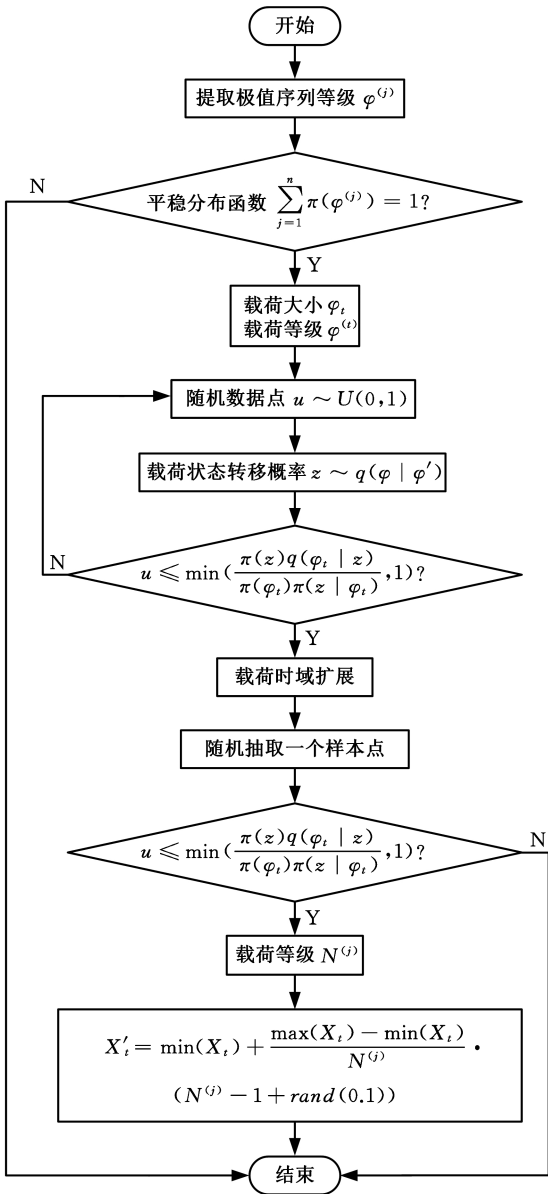 开始
提取极值序列等级 φ^(j)
N
平稳分布函数 ∑_{j=1}^{n} π(φ^(j)) = 1?
Y
载荷大小 φ_t
载荷等级 φ^(t)
随机数据点 u ~ U(0,1)
载荷状态转移概率 z ~ q(φ | φ′)
N
u ⩽ min(π(z)q(φ_t | z) / π(φ_t)π(z | φ_t), 1)?
Y
载荷时域扩展
随机抽取一个样本点
u ⩽ min(π(z)q(φ_t | z) / π(φ_t)π(z | φ_t), 1)?
N
Y
载荷等级 N^(j)
X′_t = min(X_t) + (max(X_t) − min(X_t)) / N^(j) ·
(N^(j) − 1 + rand(0.1))
结束